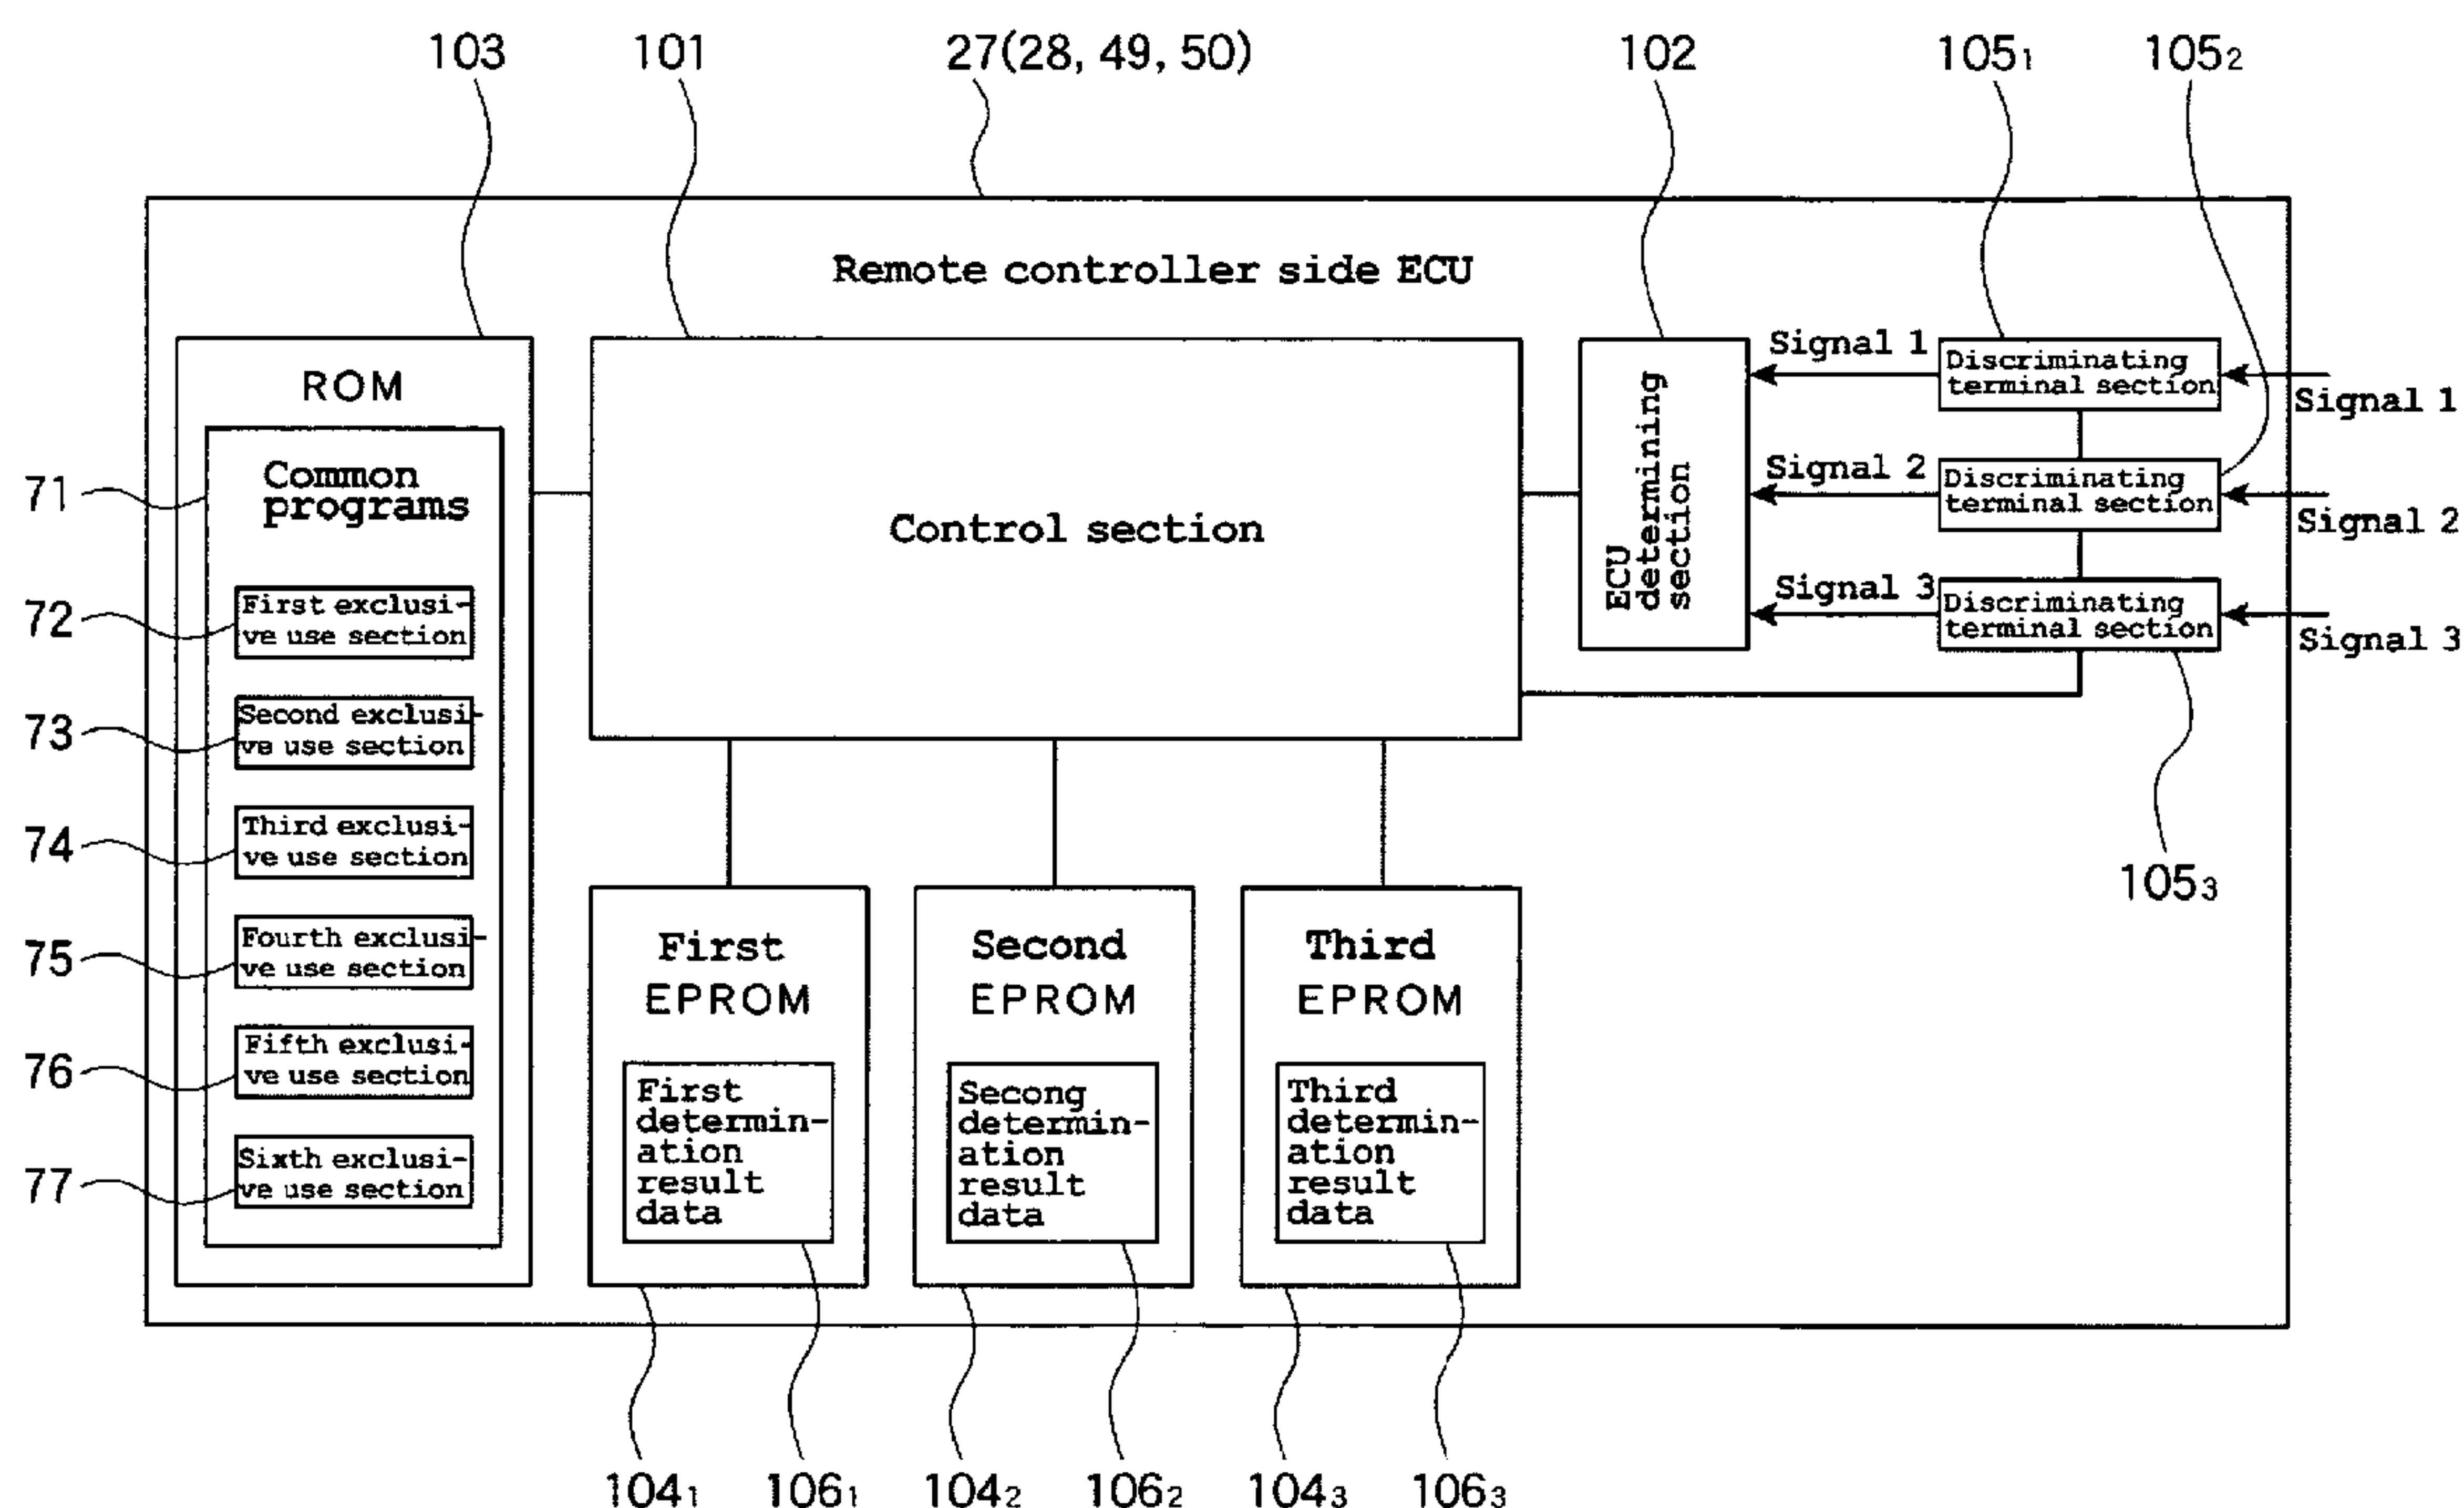 103
101
27(28, 49, 50)
102
105₁
105₂
Remote controller side ECU
ROM
Common
programs
71
First exclusi-
ve use section
72
Second exclusi-
ve use section
73
Third exclusi-
ve use section
74
Fourth exclusi-
ve use section
75
Fifth exclusi-
ve use section
76
Sixth exclusi-
ve use section
77
Control section
ECU
determining
section
Signal 1
Discriminating
terminal section
Signal 1
Signal 2
Discriminating
terminal section
Signal 2
Signal 3
Discriminating
terminal section
Signal 3
105₃
First
EPROM
First
determin-
ation
result
data
Second
EPROM
Secong
determin-
ation
result
data
Third
EPROM
Third
determin-
ation
result
data
104₁
106₁
104₂
106₂
104₃
106₃